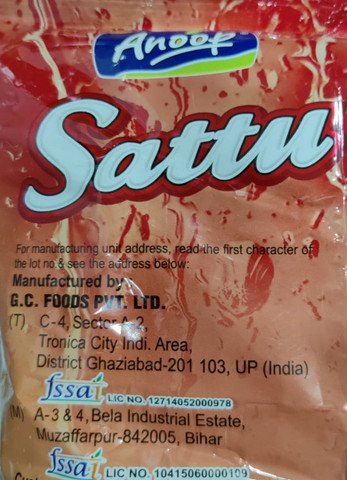 Anoop
Sattu
For manufacturing unit address, read the first character of
the lot no.& see the address below:
Manufactured by
G.C. FOODS PVT. LTD.
(T) C-4, Sector A-2,
Tronica City Indi. Area,
District Ghaziabad-201 103, UP (India)
fssai LIC NO. 12714052000978
(M) A-3 & 4, Bela Industrial Estate,
Muzaffarpur-842005, Bihar
fssai LIC NO. 10415060000109